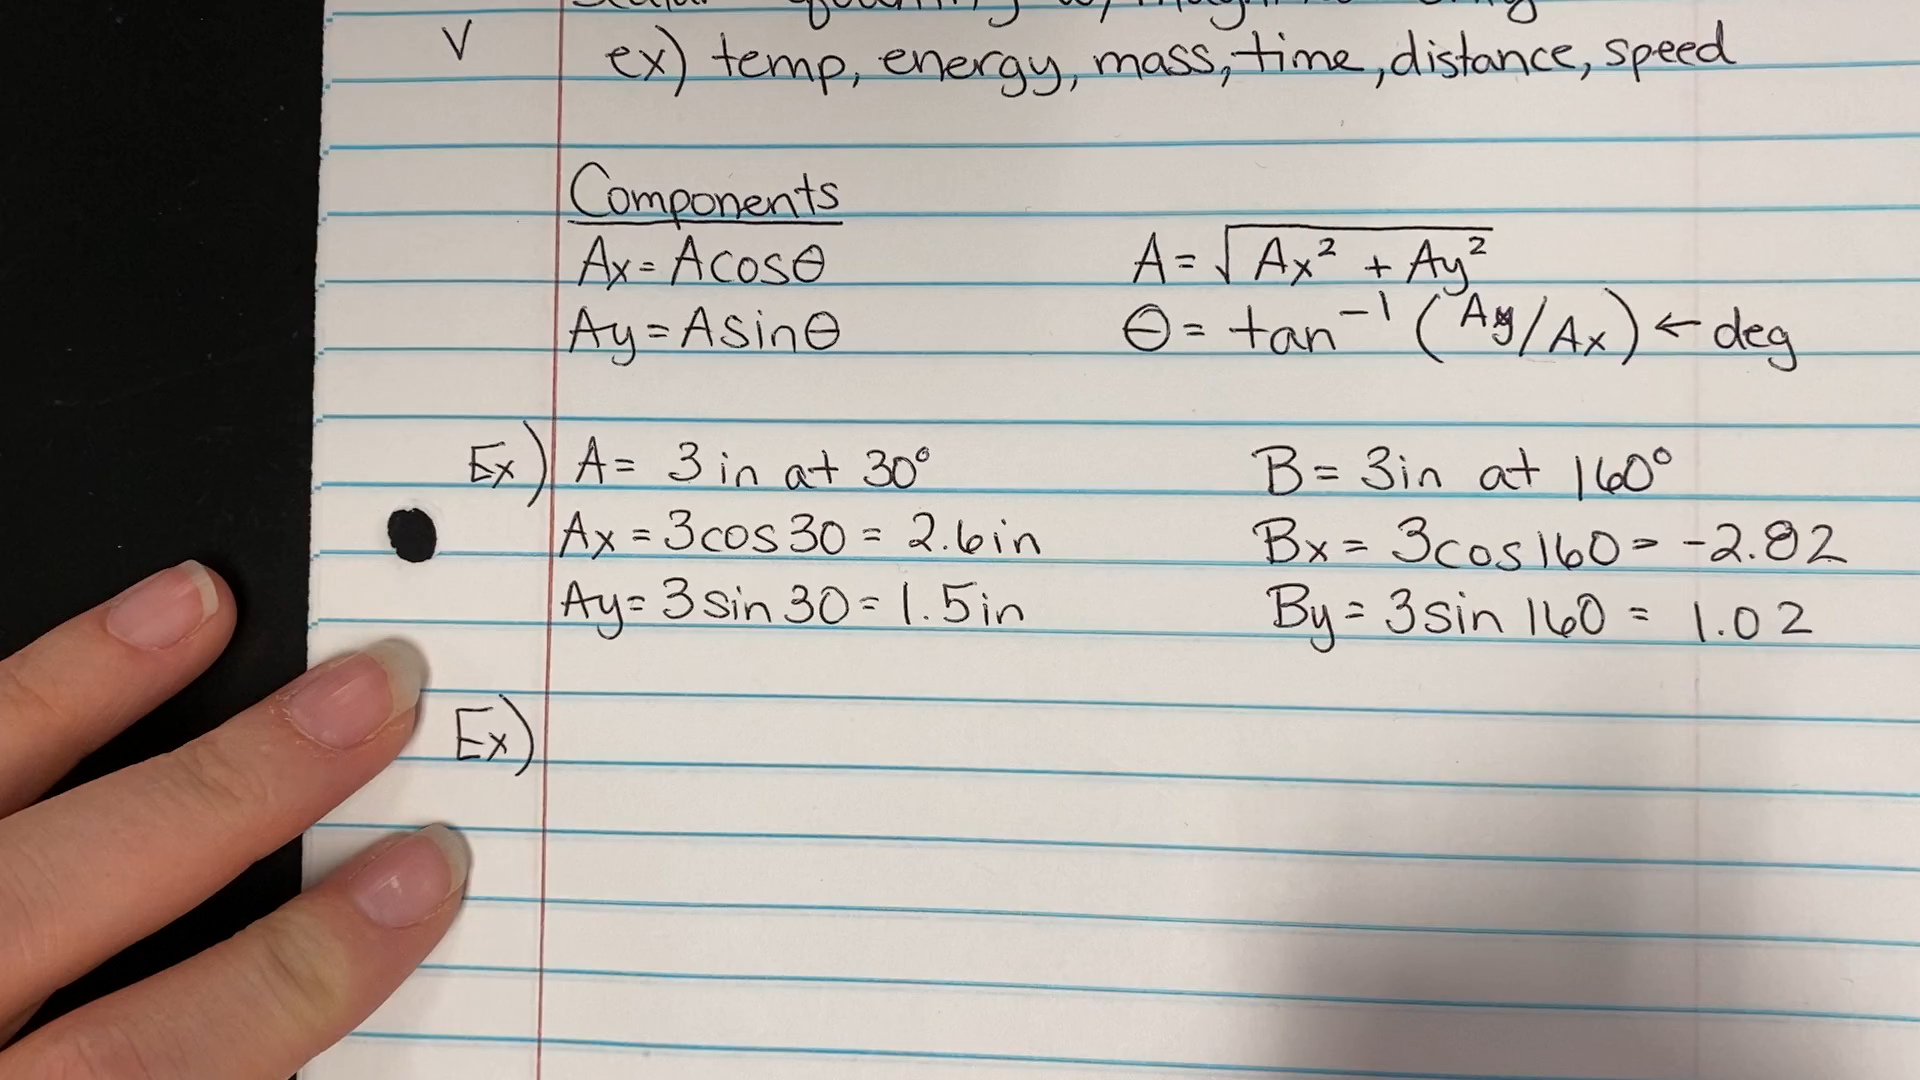 V
ex) temp, energy, mass, time, distance, speed
Components
Ax = Acosθ
A = √Ax² + Ay²
Ay = Asinθ
θ = tan⁻¹ (Ay/Ax) ← deg
Ex) A = 3 in at 30°
B = 3in at 160°
Ax = 3cos30 = 2.6in
Bx = 3cos160 = -2.82
Ay = 3sin30 = 1.5in
By = 3sin160 = 1.02
Ex)